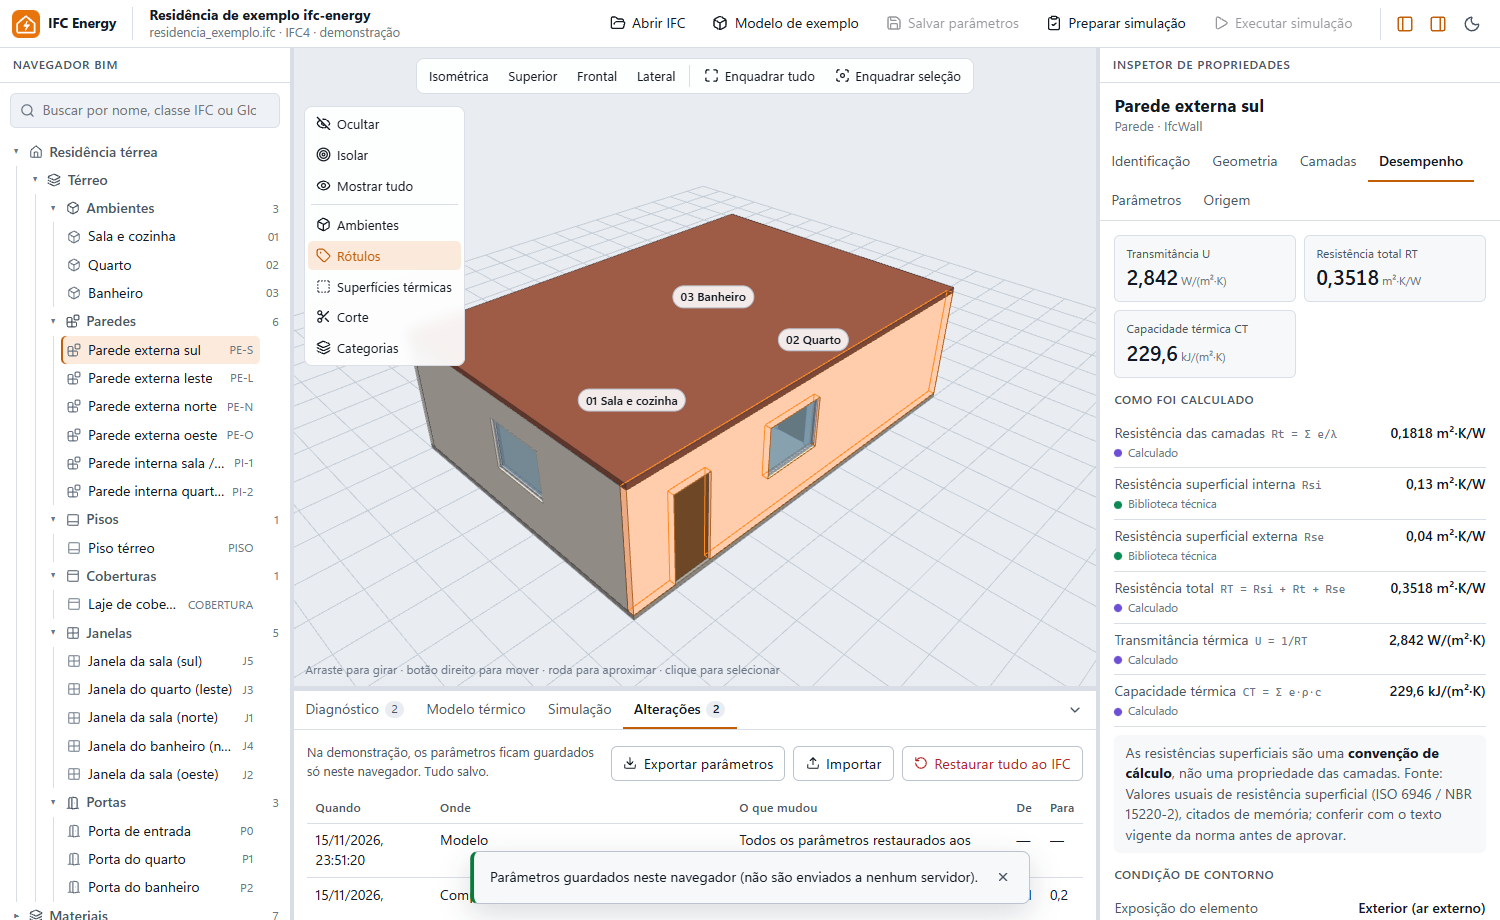 IFC Energy
Residência de exemplo ifc-energy
residencia_exemplo.ifc · IFC4 · demonstração
Abrir IFC
Modelo de exemplo
Salvar parâmetros
Preparar simulação
Executar simulação
NAVEGADOR BIM
Buscar por nome, classe IFC ou Glc
Residência térrea
Térreo
Ambientes 3
Sala e cozinha 01
Quarto 02
Banheiro 03
Paredes 6
Parede externa sul PE-S
Parede externa leste PE-L
Parede externa norte PE-N
Parede externa oeste PE-O
Parede interna sala /... PI-1
Parede interna quart... PI-2
Pisos 1
Piso térreo PISO
Coberturas 1
Laje de cobe... COBERTURA
Janelas 5
Janela da sala (sul) J5
Janela do quarto (leste) J3
Janela da sala (norte) J1
Janela do banheiro (n... J4
Janela da sala (oeste) J2
Portas 3
Porta de entrada P0
Porta do quarto P1
Porta do banheiro P2
Materiais 7
Isométrica Superior Frontal Lateral Enquadrar tudo Enquadrar seleção
Ocultar
Isolar
Mostrar tudo
Ambientes
Rótulos
Superfícies térmicas
Corte
Categorias
03 Banheiro
02 Quarto
01 Sala e cozinha
Arraste para girar · botão direito para mover · roda para aproximar · clique para selecionar
Diagnóstico 2 Modelo térmico Simulação Alterações 2
Na demonstração, os parâmetros ficam guardados
só neste navegador. Tudo salvo.
Exportar parâmetros
Importar
Restaurar tudo ao IFC
Quando Onde O que mudou De Para
15/11/2026, Modelo Todos os parâmetros restaurados aos — —
23:51:20
15/11/2026, 0,2
Parâmetros guardados neste navegador (não são enviados a nenhum servidor).
INSPETOR DE PROPRIEDADES
Parede externa sul
Parede · IfcWall
Identificação Geometria Camadas Desempenho
Parâmetros Origem
Transmitância U
2,842 W/(m²·K)
Resistência total RT
0,3518 m²·K/W
Capacidade térmica CT
229,6 kJ/(m²·K)
COMO FOI CALCULADO
Resistência das camadas Rt = Σ e/λ 0,1818 m²·K/W
Calculado
Resistência superficial interna Rsi 0,13 m²·K/W
Biblioteca técnica
Resistência superficial externa Rse 0,04 m²·K/W
Biblioteca técnica
Resistência total RT = Rsi + Rt + Rse 0,3518 m²·K/W
Calculado
Transmitância térmica U = 1/RT 2,842 W/(m²·K)
Calculado
Capacidade térmica CT = Σ e·ρ·c 229,6 kJ/(m²·K)
Calculado
As resistências superficiais são uma convenção de
cálculo, não uma propriedade das camadas. Fonte:
Valores usuais de resistência superficial (ISO 6946 / NBR
15220-2), citados de memória; conferir com o texto
vigente da norma antes de aprovar.
CONDIÇÃO DE CONTORNO
Exposição do elemento Exterior (ar externo)